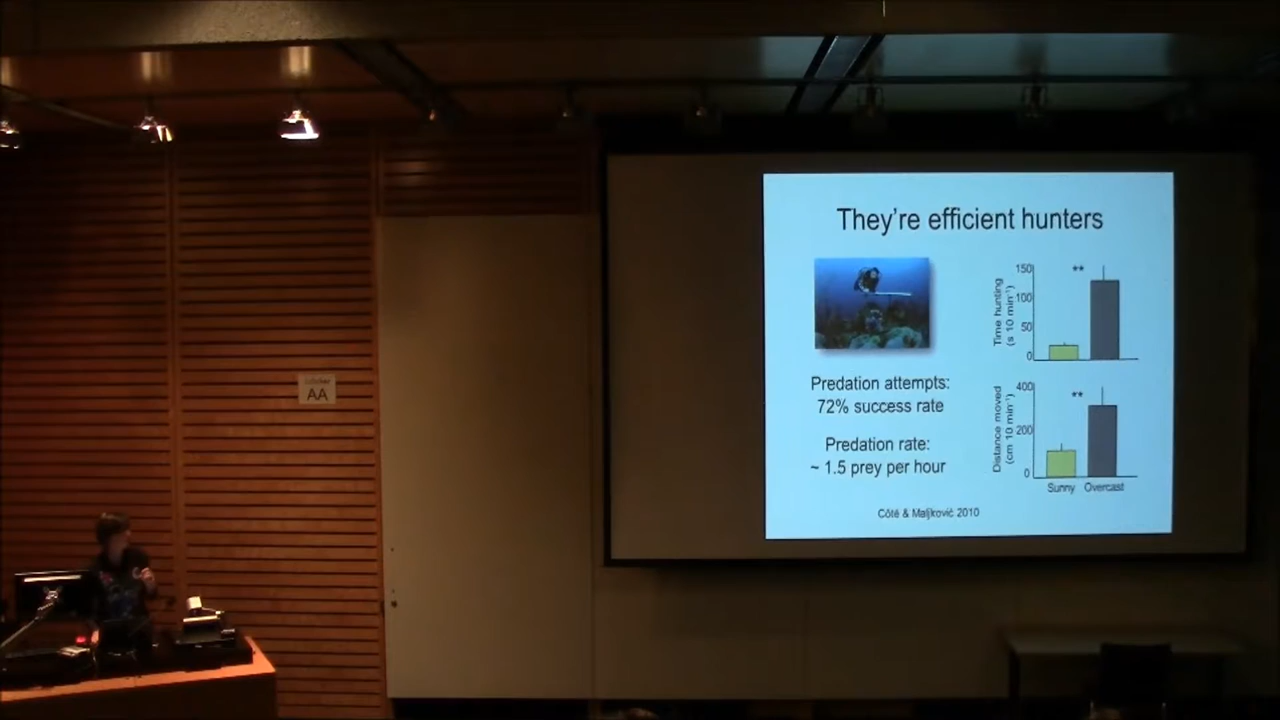 They're efficient hunters
Predation attempts:
72% success rate
Predation rate:
~ 1.5 prey per hour
Côté & Maljković 2010
Time hunting
(s 10 min⁻¹)
150
100
50
0
**
Distance moved
(cm 10 min⁻¹)
400
200
0
**
Sunny Overcast
AA